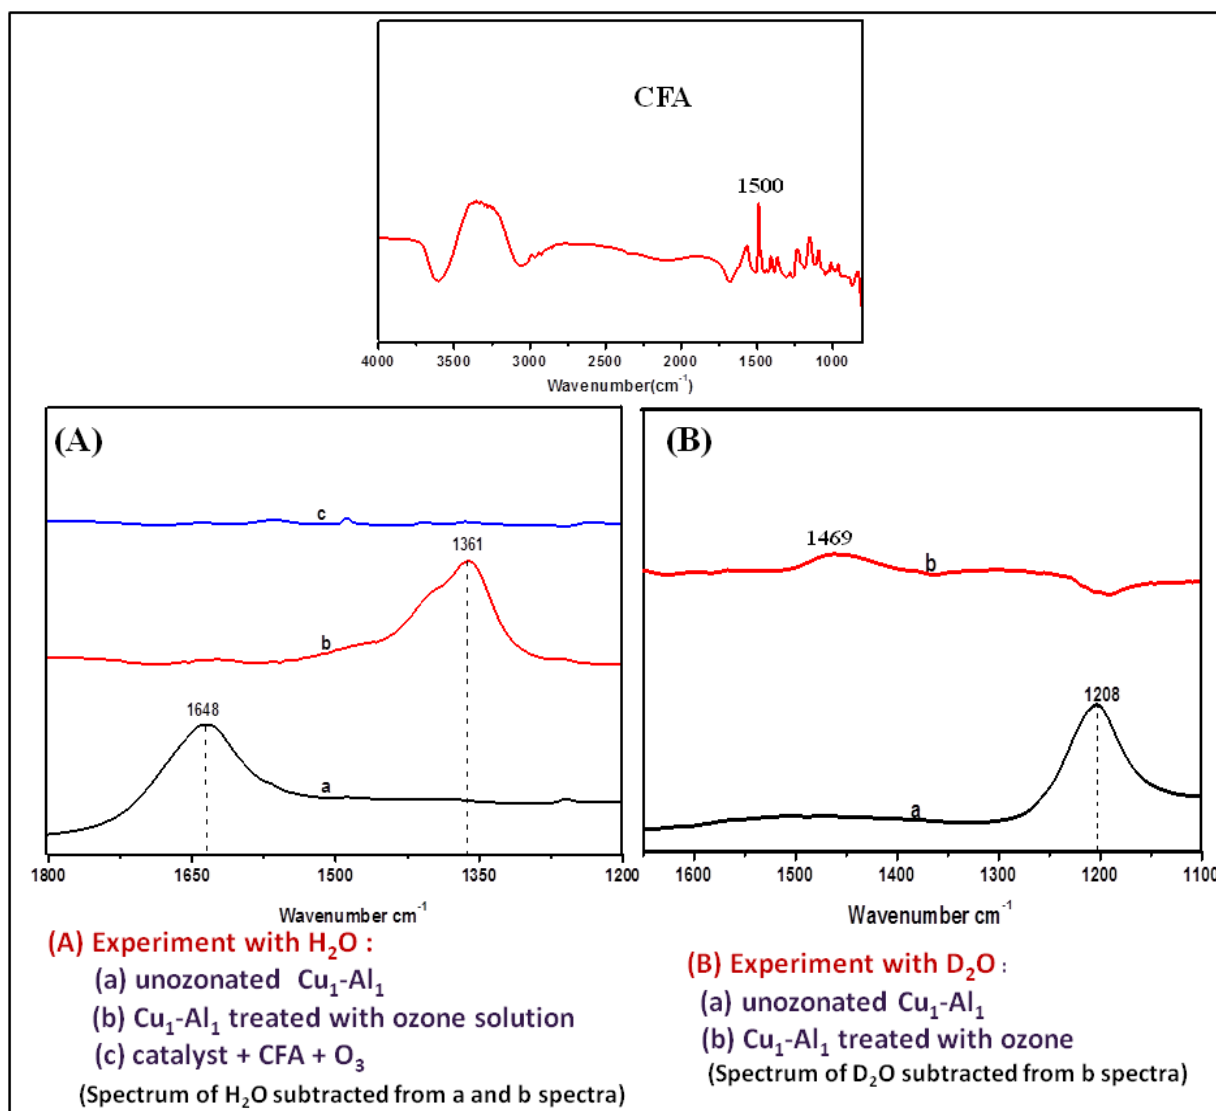 CFA
1500
4000 3500 3000 2500 2000 1500 1000
Wavenumber(cm⁻¹)
(A)
c
1361
b
1648
a
1800 1650 1500 1350 1200
Wavenumber cm⁻¹
(B)
1469
b
1208
a
1600 1500 1400 1300 1200 1100
Wavenumber cm⁻¹
(A) Experiment with H₂O :
(a) unozonated Cu₁-Al₁
(b) Cu₁-Al₁ treated with ozone solution
(c) catalyst + CFA + O₃
(Spectrum of H₂O subtracted from a and b spectra)
(B) Experiment with D₂O :
(a) unozonated Cu₁-Al₁
(b) Cu₁-Al₁ treated with ozone
(Spectrum of D₂O subtracted from b spectra)